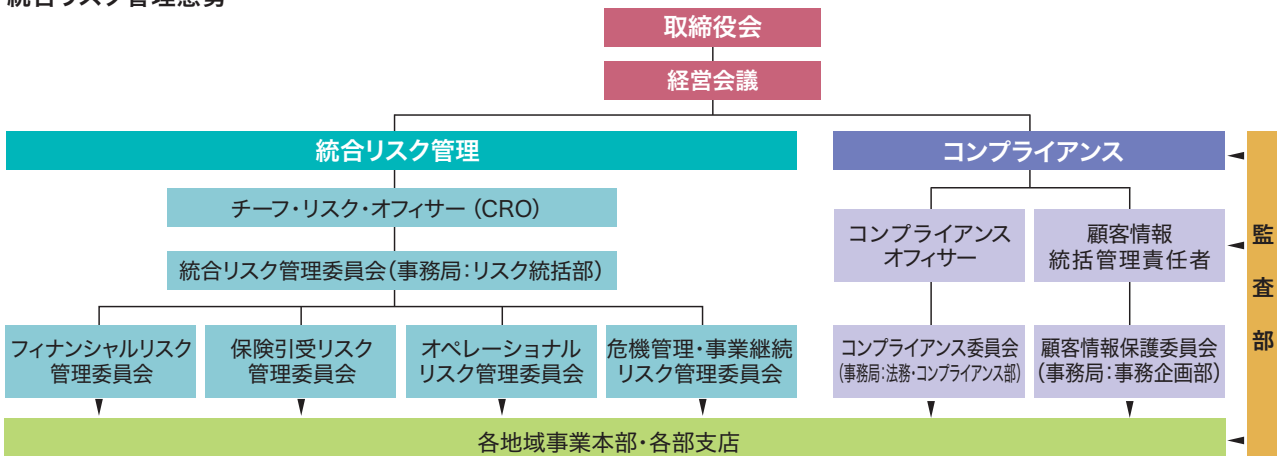 統合リスク管理態勢
取締役会
経営会議
統合リスク管理
コンプライアンス
チーフ・リスク・オフィサー（CRO）
統合リスク管理委員会（事務局：リスク統括部）
コンプライアンス
オフィサー
顧客情報
統括管理責任者
フィナンシャルリスク
管理委員会
保険引受リスク
管理委員会
オペレーショナル
リスク管理委員会
危機管理・事業継続
リスク管理委員会
コンプライアンス委員会
（事務局：法務・コンプライアンス部）
顧客情報保護委員会
（事務局：事務企画部）
各地域事業本部・各部支店
監査部